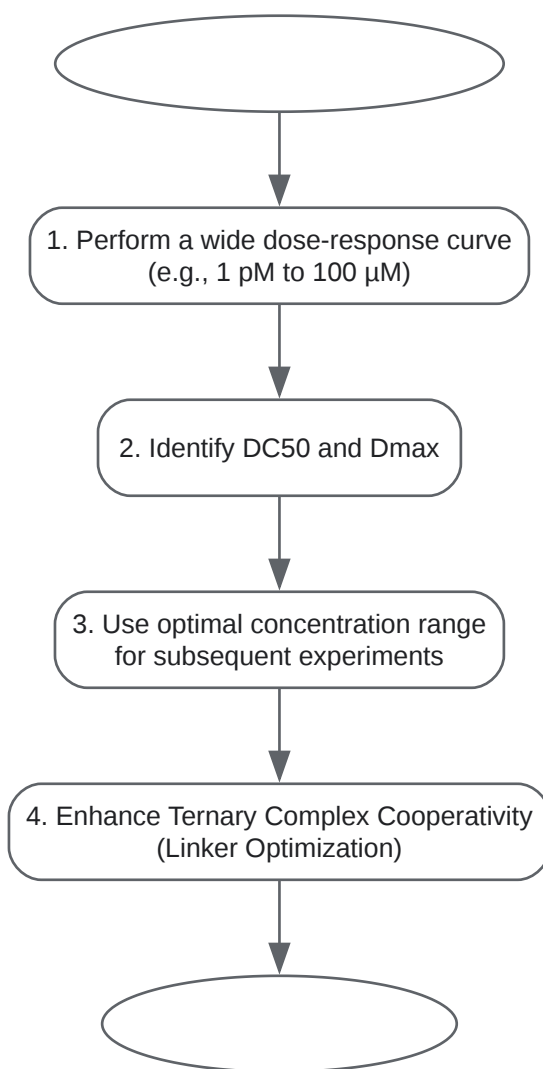 1. Perform a wide dose-response curve
(e.g., 1 pM to 100 µM)
2. Identify DC50 and Dmax
3. Use optimal concentration range
for subsequent experiments
4. Enhance Ternary Complex Cooperativity
(Linker Optimization)